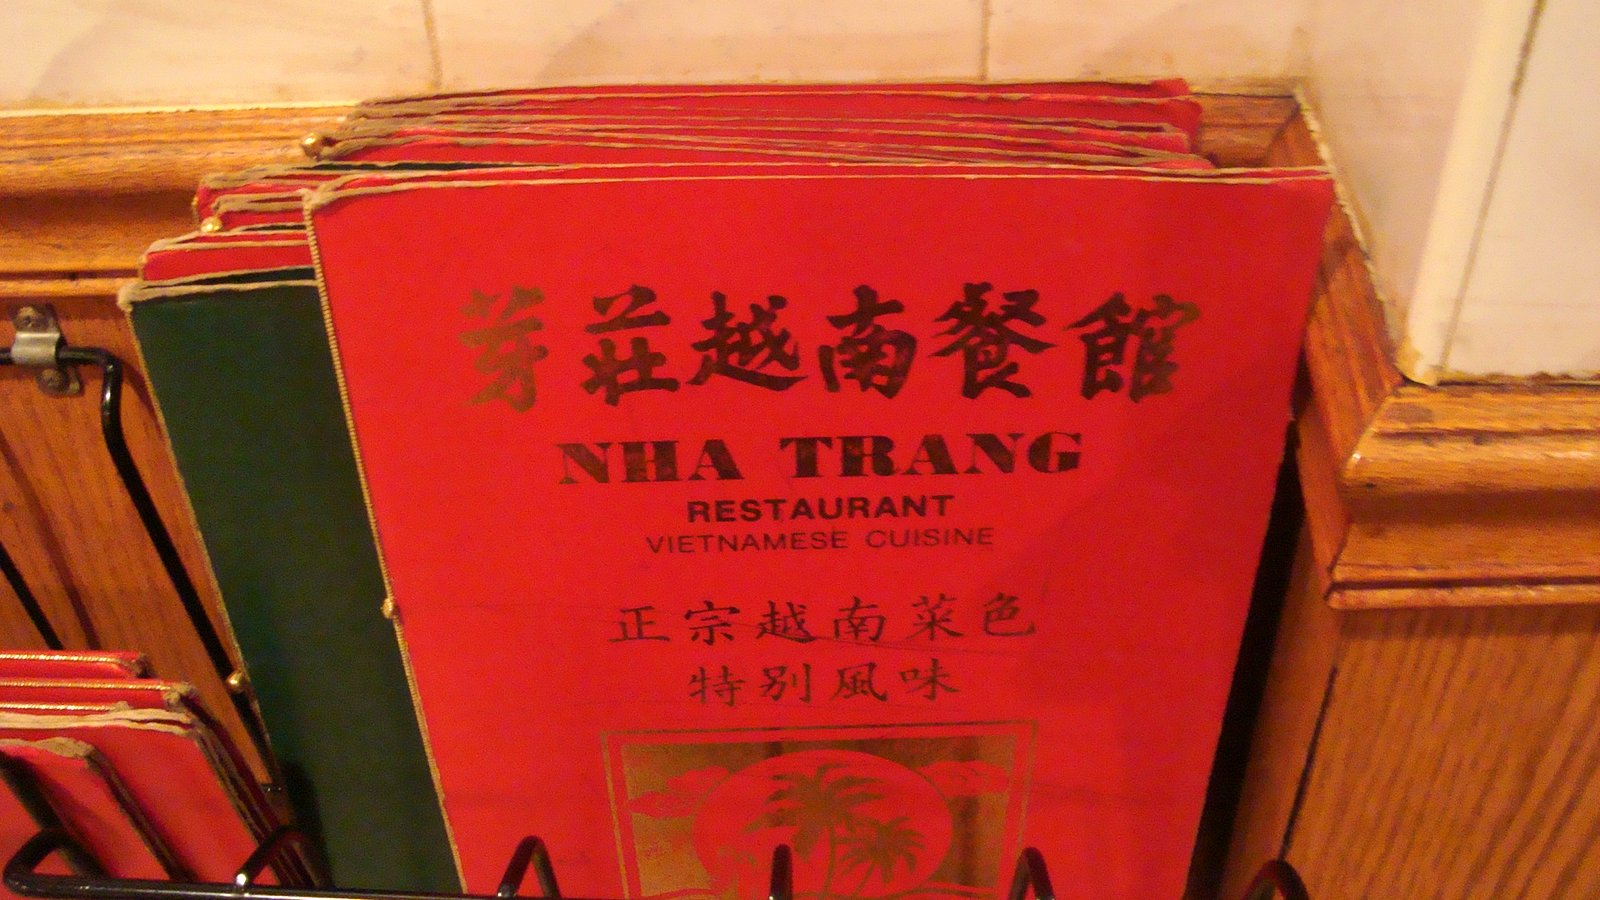 芽莊越南餐館
NHA TRANG
RESTAURANT
VIETNAMESE CUISINE
正宗越南菜色
特别風味